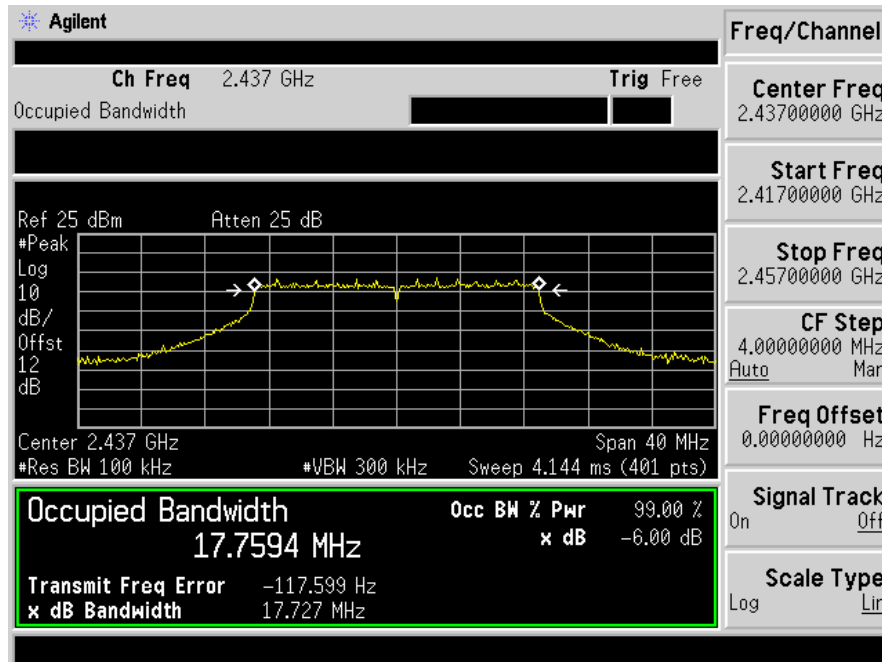 Agilent
Ch Freq 2.437 GHz Trig Free
Occupied Bandwidth
Ref 25 dBm Atten 25 dB
#Peak
Log
10
dB/
Offst
12
dB
Center 2.437 GHz Span 40 MHz
#Res BW 100 kHz #VBW 300 kHz Sweep 4.144 ms (401 pts)
Occupied Bandwidth
17.7594 MHz
Occ BW % Pwr 99.00 %
x dB -6.00 dB
Transmit Freq Error -117.599 Hz
x dB Bandwidth 17.727 MHz
Freq/Channel
Center Freq
2.43700000 GHz
Start Freq
2.41700000 GHz
Stop Freq
2.45700000 GHz
CF Step
4.00000000 MHz
Auto Man
Freq Offset
0.00000000 Hz
Signal Track
On Off
Scale Type
Log Lin